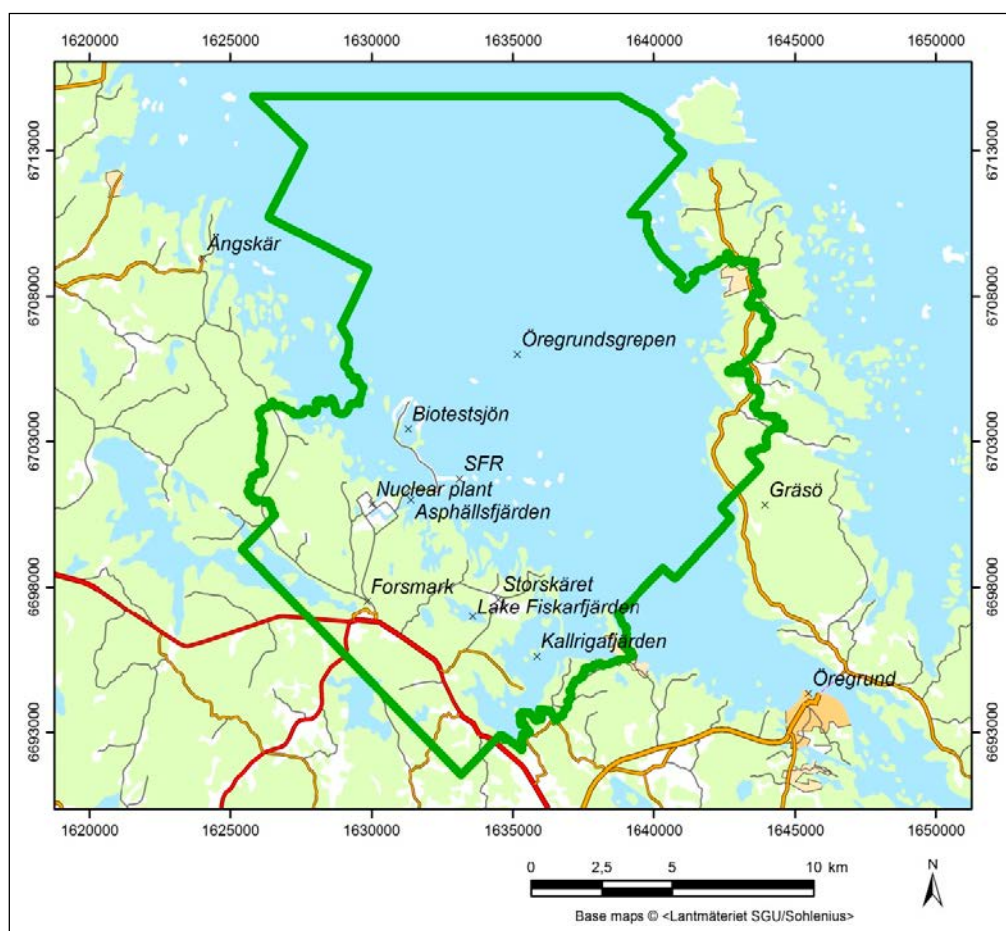 1620000 1625000 1630000 1635000 1640000 1645000 1650000
6713000 6713000
Ängskär
6708000 6708000
Öregrundsgrepen
Biotestsjön
6703000 6703000
SFR
Nuclear plant
Gräsö
Asphällsfjärden
Forsmark Storskäret
6698000 6698000
Lake Fiskarfjärden
Kallrigafjärden
Öregrund
6693000 6693000
1620000 1625000 1630000 1635000 1640000 1645000 1650000
0 2,5 5 10 km
N
Base maps © <Lantmäteriet SGU/Sohlenius>